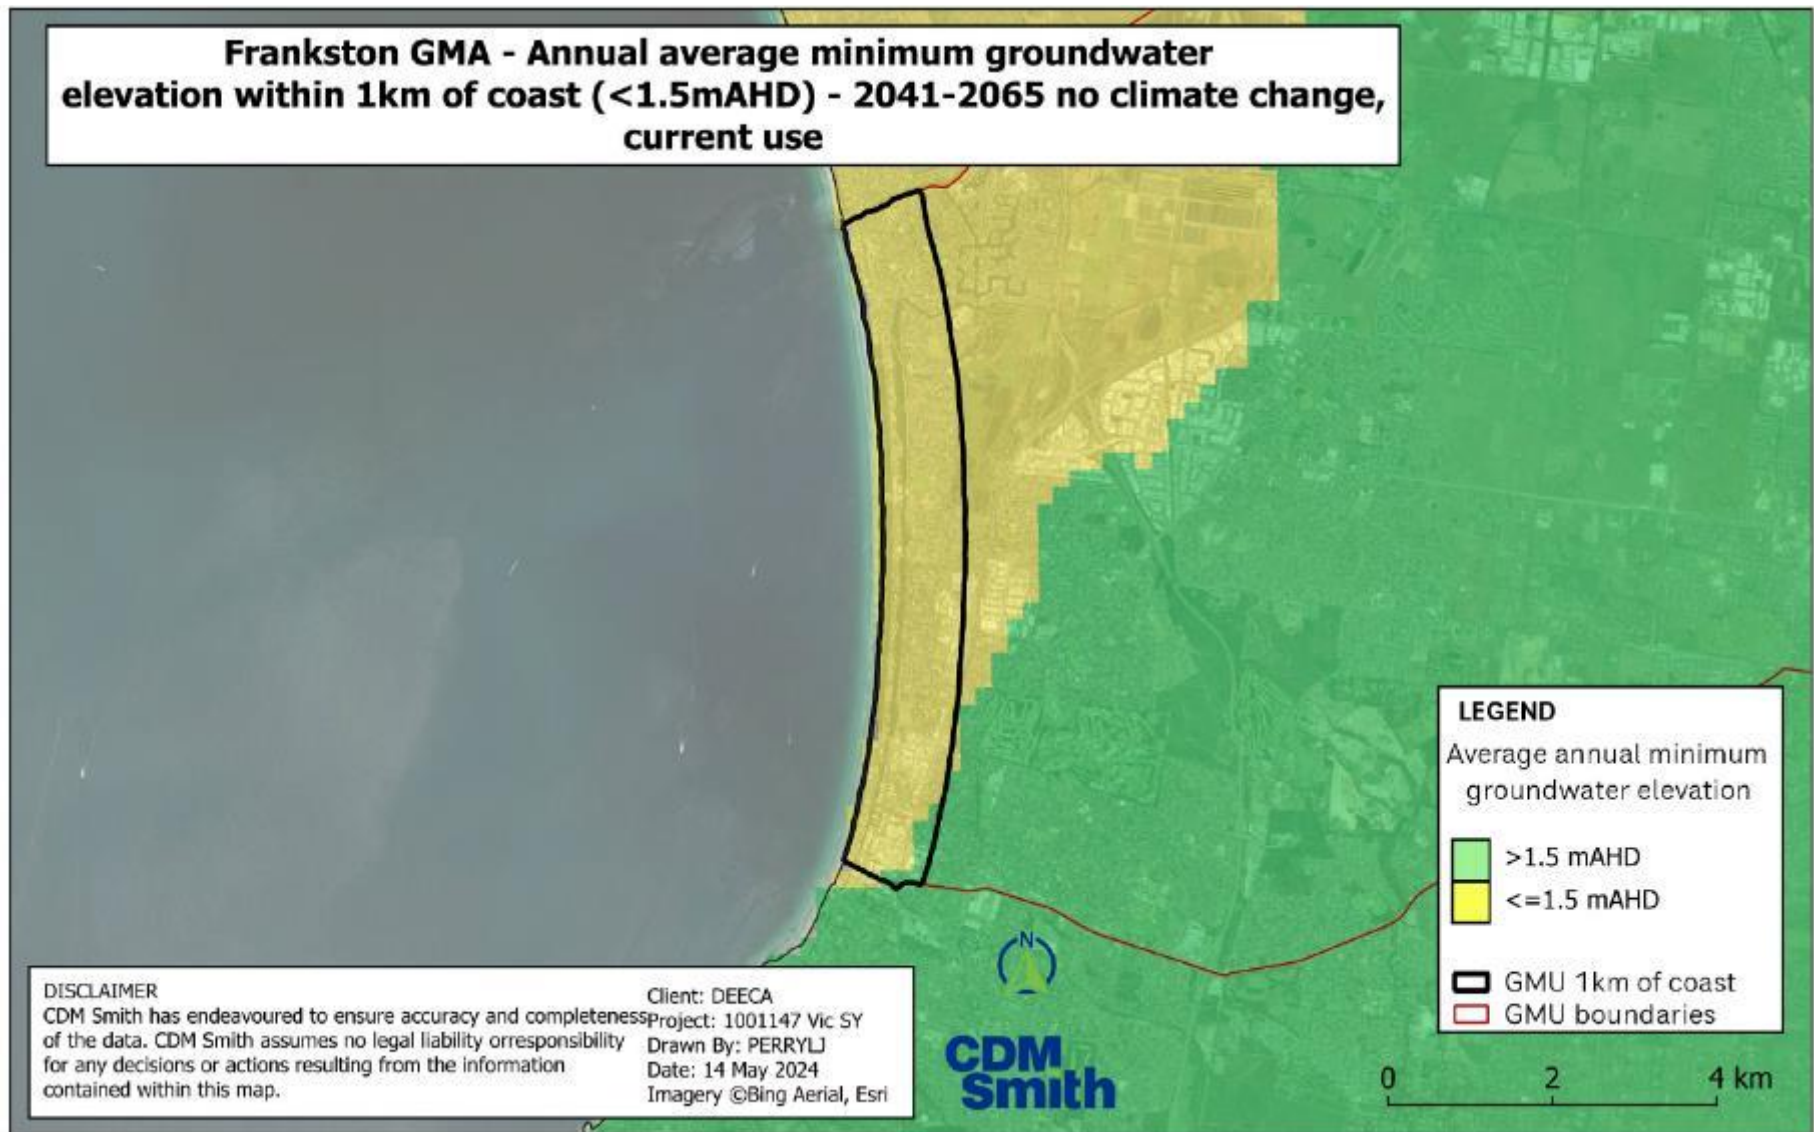 Frankston GMA - Annual average minimum groundwater
elevation within 1km of coast (<1.5mAHD) - 2041-2065 no climate change,
current use
LEGEND
Average annual minimum
groundwater elevation
>1.5 mAHD
<=1.5 mAHD
GMU 1km of coast
GMU boundaries
N
CDM
Smith
0 2 4 km
DISCLAIMER
CDM Smith has endeavoured to ensure accuracy and completeness
of the data. CDM Smith assumes no legal liability orresponsibility
for any decisions or actions resulting from the information
contained within this map.
Client: DEECA
Project: 1001147 Vic SY
Drawn By: PERRYLJ
Date: 14 May 2024
Imagery ©Bing Aerial, Esri